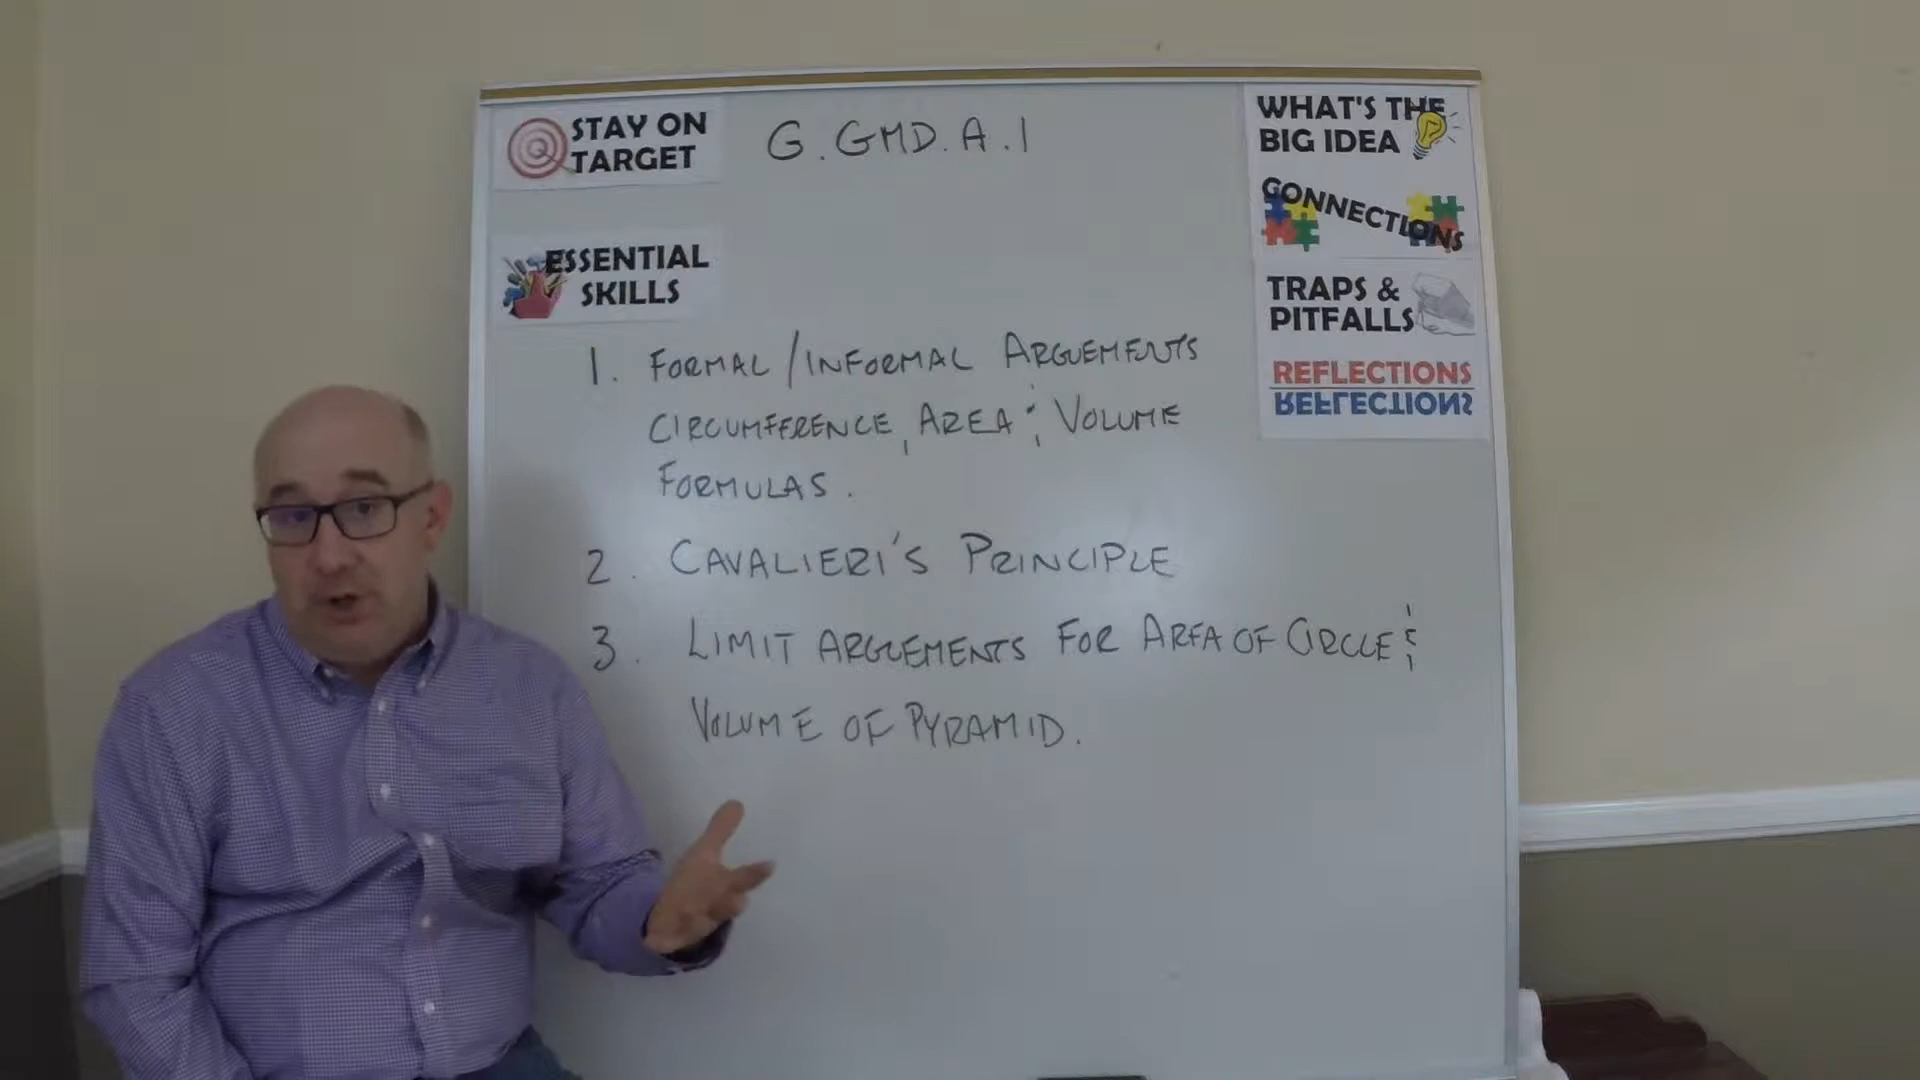 STAY ON
TARGET
G.GMD.A.1
WHAT'S THE
BIG IDEA
CONNECTIONS
ESSENTIAL
SKILLS
TRAPS &
PITFALLS
REFLECTIONS
REFLECTIONS
1. FORMAL/INFORMAL ARGUEMENTS
CIRCUMFERENCE, AREA & VOLUME
FORMULAS.
2. CAVALIERI'S PRINCIPLE
3. LIMIT ARGUEMENTS FOR AREA OF CIRCLE &
VOLUME OF PYRAMID.